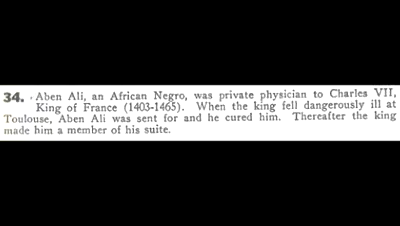 34. · Aben Ali, an African Negro, was private physician to Charles VII,
King of France (1403-1465). When the king fell dangerously ill at
Toulouse, Aben Ali was sent for and he cured him. Thereafter the king
made him a member of his suite.